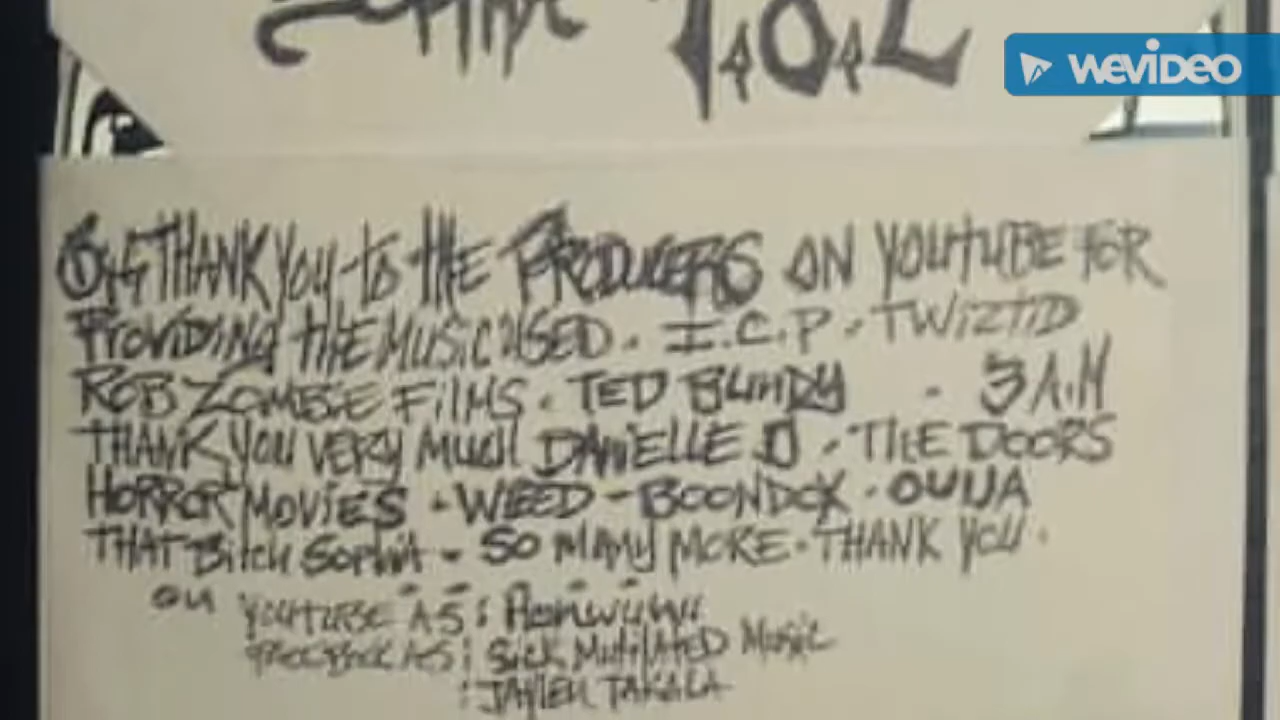 T.O.L
WEVIDEO
THANK YOU to the PRODUCERS ON YOUTUBE FOR
PROVIDING tHE MUSIC USED. I.C.P. TWIZTID
ROB ZOMBIE FILMS. TED BUNDY . 3 A.M
THANK YOU VERY MUCH DANIELLE D. THE DOORS
HORROR MOVIES - WEED - BOONDOX. OUIJA
THAT Bitch Sophia - SO MANY MORE. THANK YOU.
ON YOUTUBE AS:
AS: SiCK MUTILATED MUSiC
: TAKALA